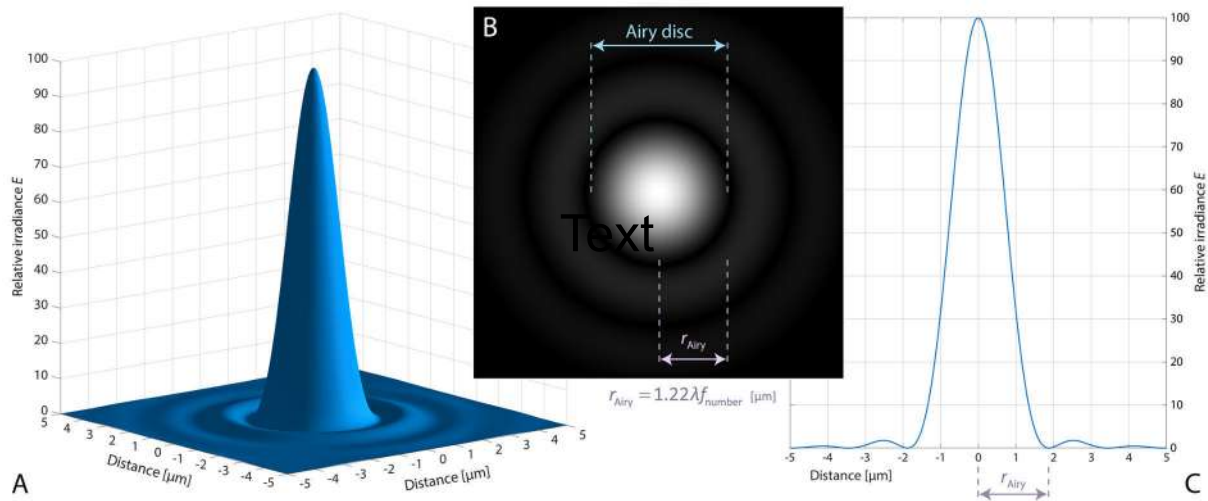 100
90
80
70
60
50
40
30
20
10
0
Relative irradiance E
5 4 3 2 1 0 -1 -2 -3 -4 -5
Distance [µm]
-5 -4 -3 -2 -1 0 1 2 3 4 5
Distance [µm]
A
B
Airy disc
Text
rAiry
rAiry = 1.22λfnumber [µm]
100
90
80
70
60
50
40
30
20
10
0
Relative irradiance E
-5 -4 -3 -2 -1 0 1 2 3 4 5
Distance [µm]
rAiry
C